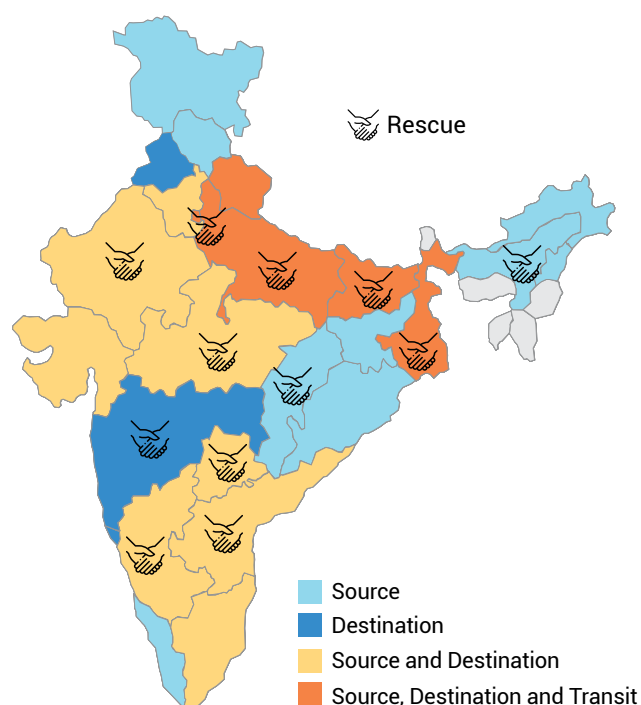 Rescue
Source
Destination
Source and Destination
Source, Destination and Transit